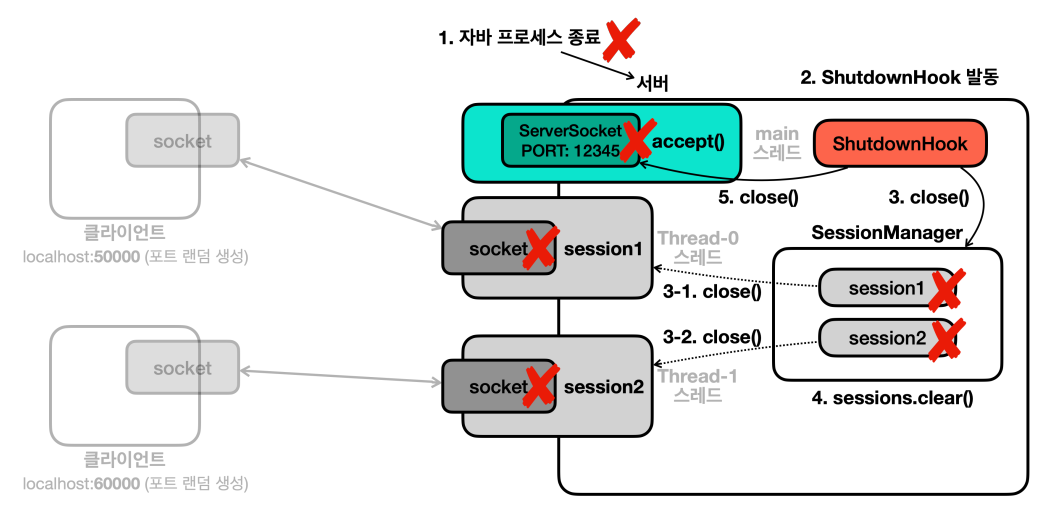 1. 자바 프로세스 종료
서버
2. ShutdownHook 발동
socket
ServerSocket
PORT: 12345
accept()
main
스레드
ShutdownHook
5. close()
3. close()
클라이언트
localhost:50000 (포트 랜덤 생성)
socket
session1
Thread-0
스레드
SessionManager
3-1. close()
session1
3-2. close()
session2
socket
socket
session2
Thread-1
스레드
4. sessions.clear()
클라이언트
localhost:60000 (포트 랜덤 생성)